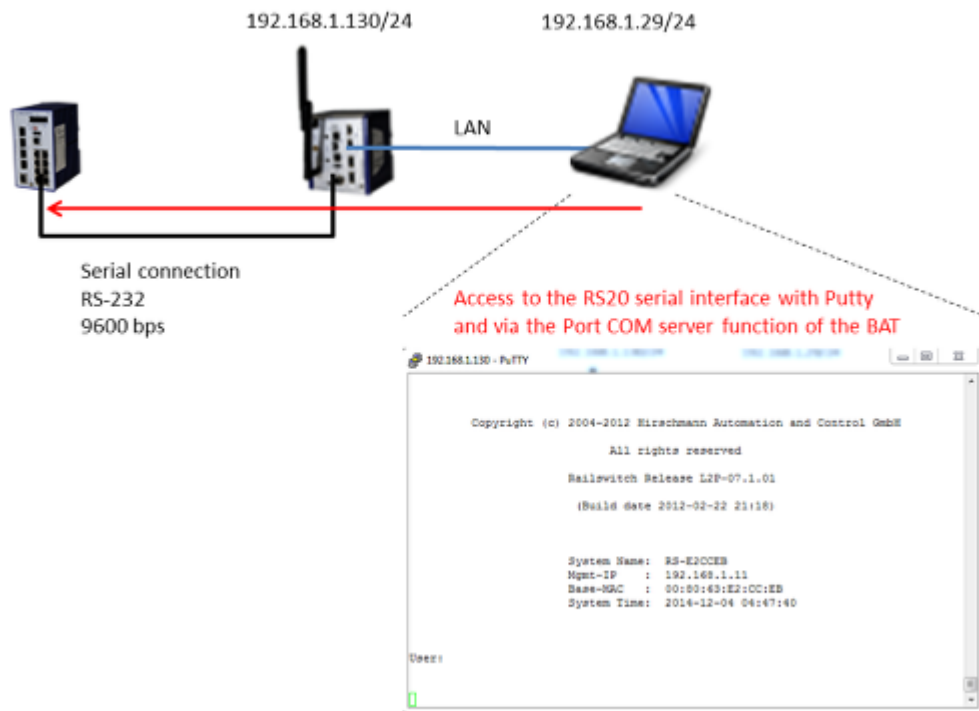 192.168.1.130/24
192.168.1.29/24
LAN
Serial connection
RS-232
9600 bps
Access to the RS20 serial interface with Putty
and via the Port COM server function of the BAT
192.168.1.130 - PuTTY
Copyright (c) 2004-2012 Hirschmann Automation and Control GmbH
All rights reserved
Railswitch Release L2P-07.1.01
(Build date 2012-02-22 21:18)
System Name: RS-E2CCEB
Mgmt-IP : 192.168.1.11
Base-MAC : 00:80:63:E2:CC:EB
System Time: 2014-12-04 04:47:40
User: